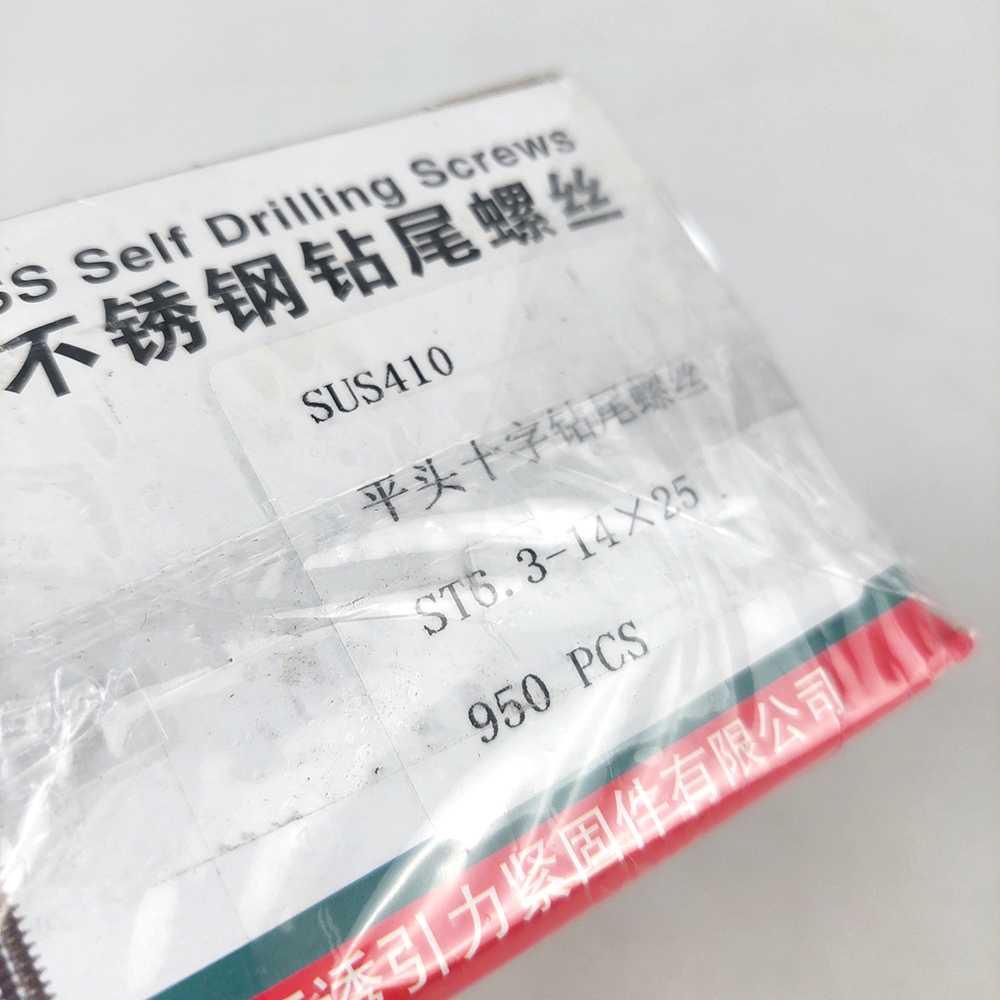 SS Self Drilling Screws
不锈钢钻尾螺丝
SUS410
平头十字钻尾螺丝
ST6.3-14×25
950 PCS
诱引力紧固件有限公司